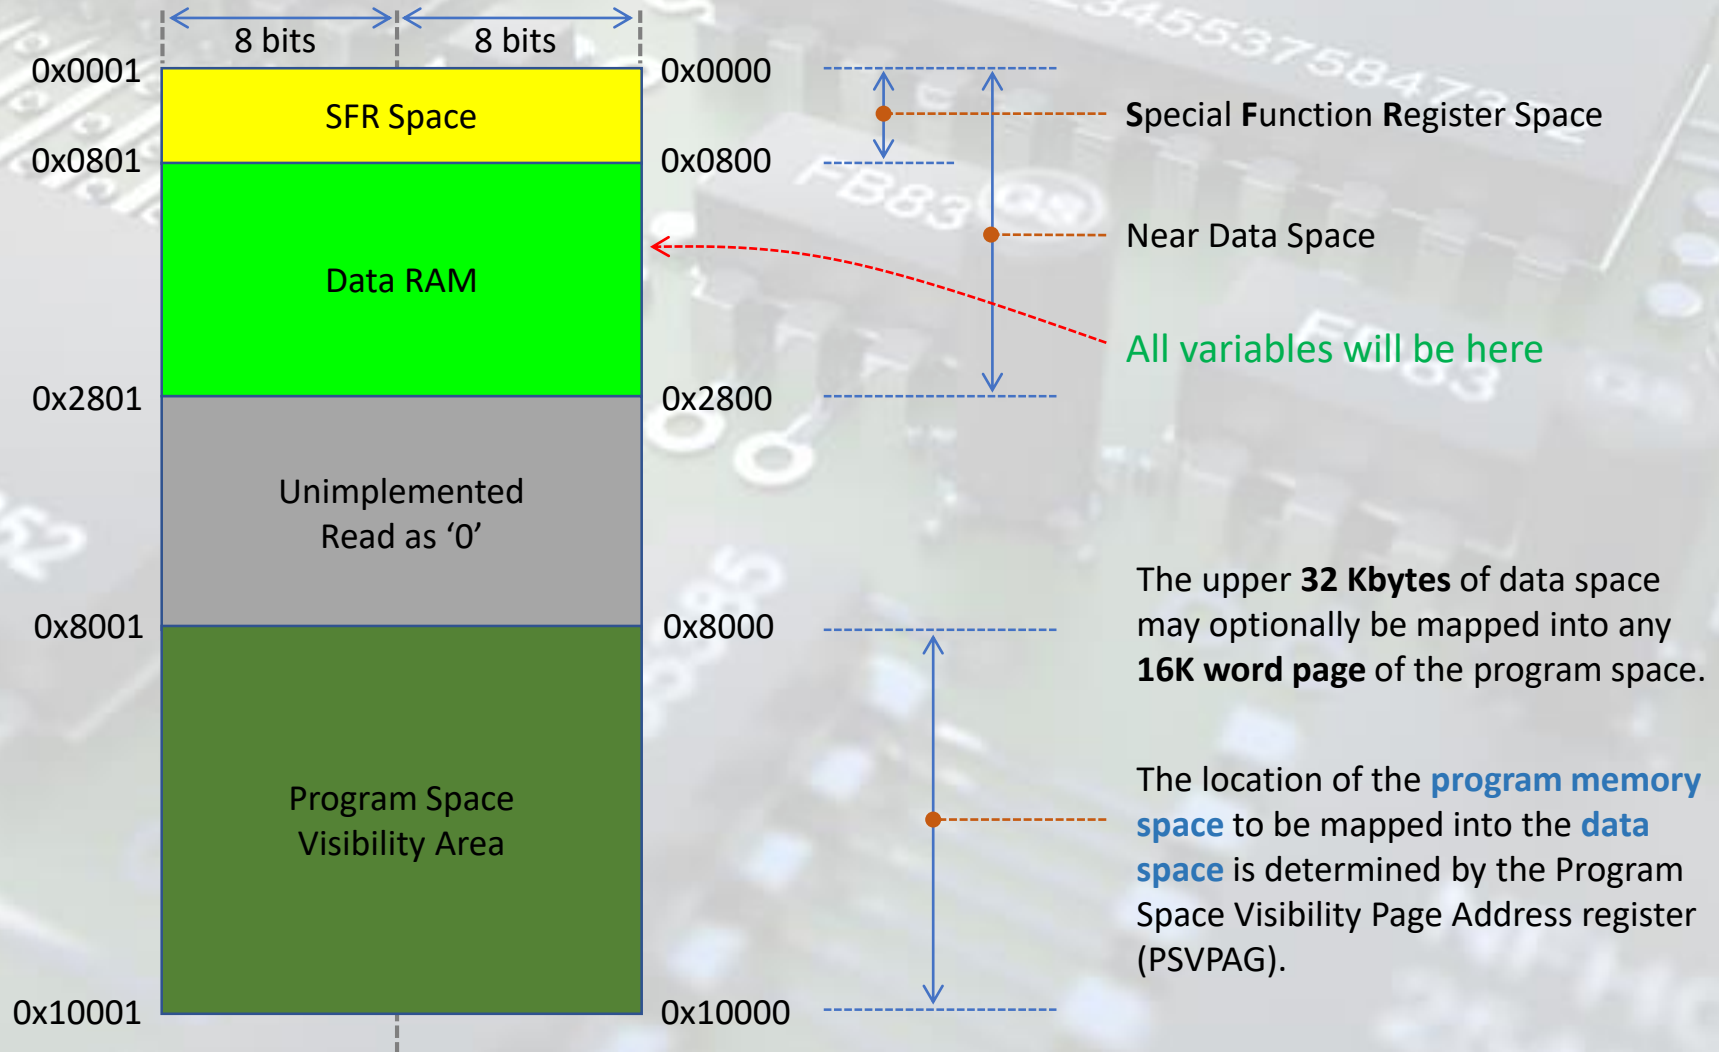 8 bits 8 bits
0x0001 0x0000
SFR Space
Special Function Register Space
0x0801 0x0800
Near Data Space
Data RAM
All variables will be here
0x2801 0x2800
Unimplemented
Read as ‘0’
The upper 32 Kbytes of data space
may optionally be mapped into any
16K word page of the program space.
0x8001 0x8000
Program Space
Visibility Area
The location of the program memory
space to be mapped into the data
space is determined by the Program
Space Visibility Page Address register
(PSVPAG).
0x10001 0x10000
FB83
FB83